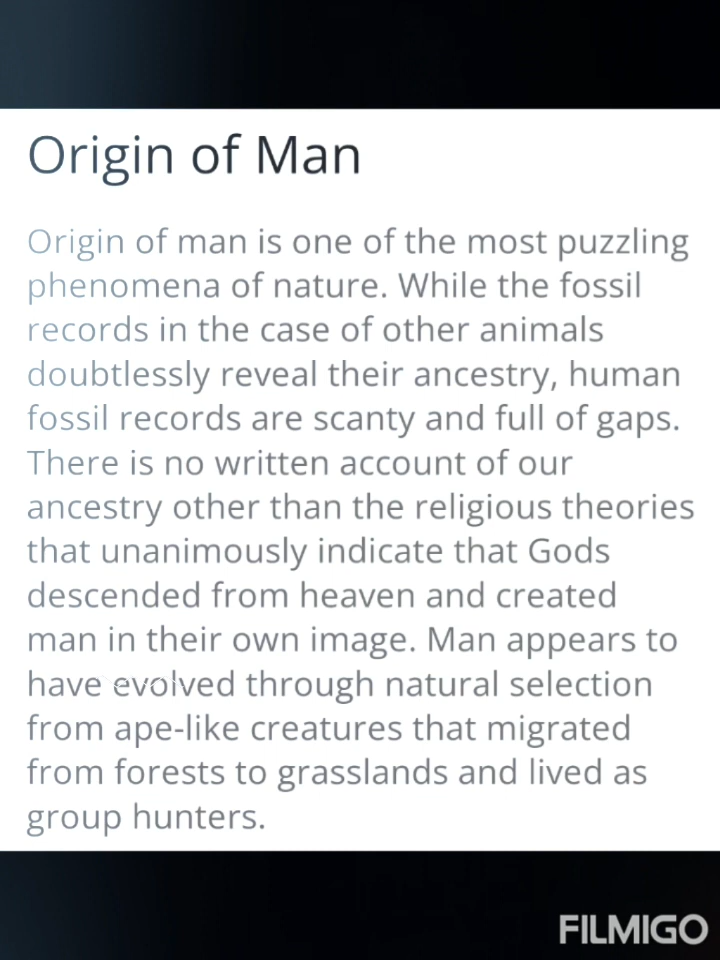 Origin of Man
Origin of man is one of the most puzzling
phenomena of nature. While the fossil
records in the case of other animals
doubtlessly reveal their ancestry, human
fossil records are scanty and full of gaps.
There is no written account of our
ancestry other than the religious theories
that unanimously indicate that Gods
descended from heaven and created
man in their own image. Man appears to
have evolved through natural selection
from ape-like creatures that migrated
from forests to grasslands and lived as
group hunters.
FILMIGO